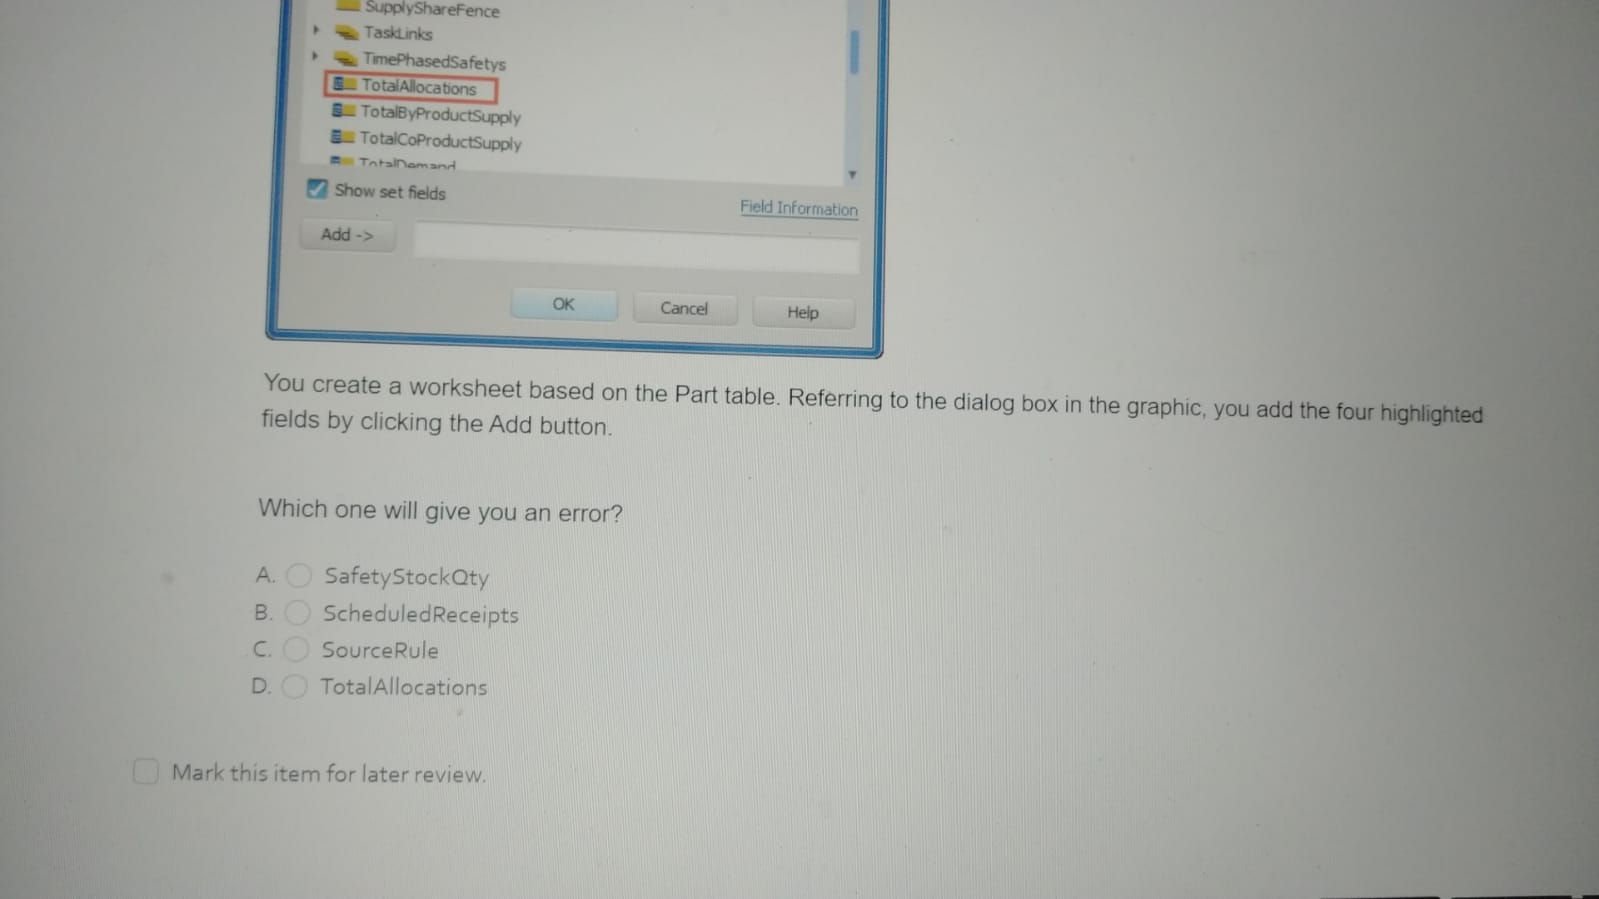 SupplyShareFence
TaskLinks
TimePhasedSafetys
TotalAllocations
TotalByProductSupply
TotalCoProductSupply
TotalDemand
Show set fields
Field Information
Add ->
OK Cancel Help
You create a worksheet based on the Part table. Referring to the dialog box in the graphic, you add the four highlighted
fields by clicking the Add button.
Which one will give you an error?
A. SafetyStockQty
B. ScheduledReceipts
C. SourceRule
D. TotalAllocations
Mark this item for later review.